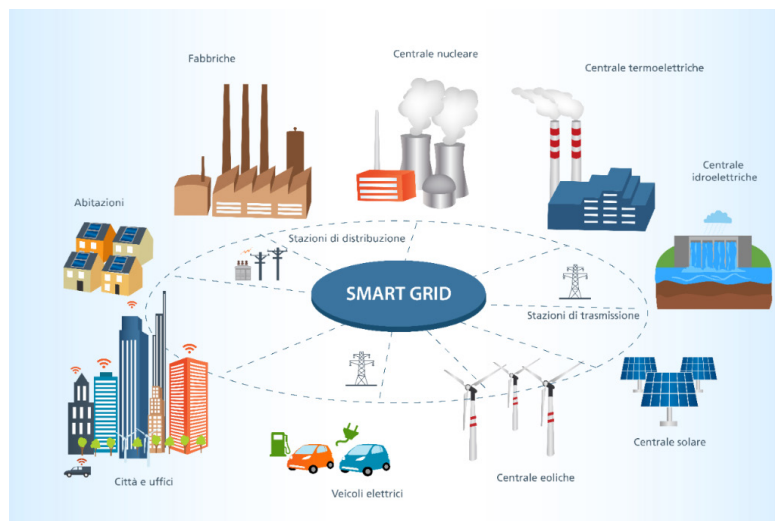 Fabbriche
Centrale nucleare
Centrale termoelettriche
Centrale
idroelettriche
Abitazioni
Stazioni di distribuzione
SMART GRID
Stazioni di trasmissione
Centrale solare
Centrale eoliche
Città e uffici
Veicoli elettrici